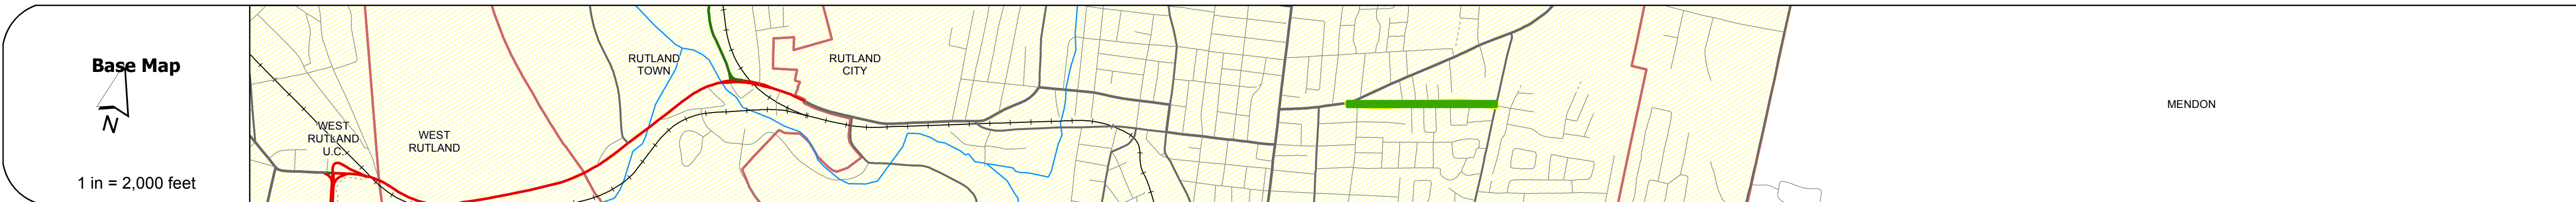 Base Map
N
1 in = 2,000 feet
WEST
RUTLAND
U.C.
WEST
RUTLAND
RUTLAND
TOWN
RUTLAND
CITY
MENDON